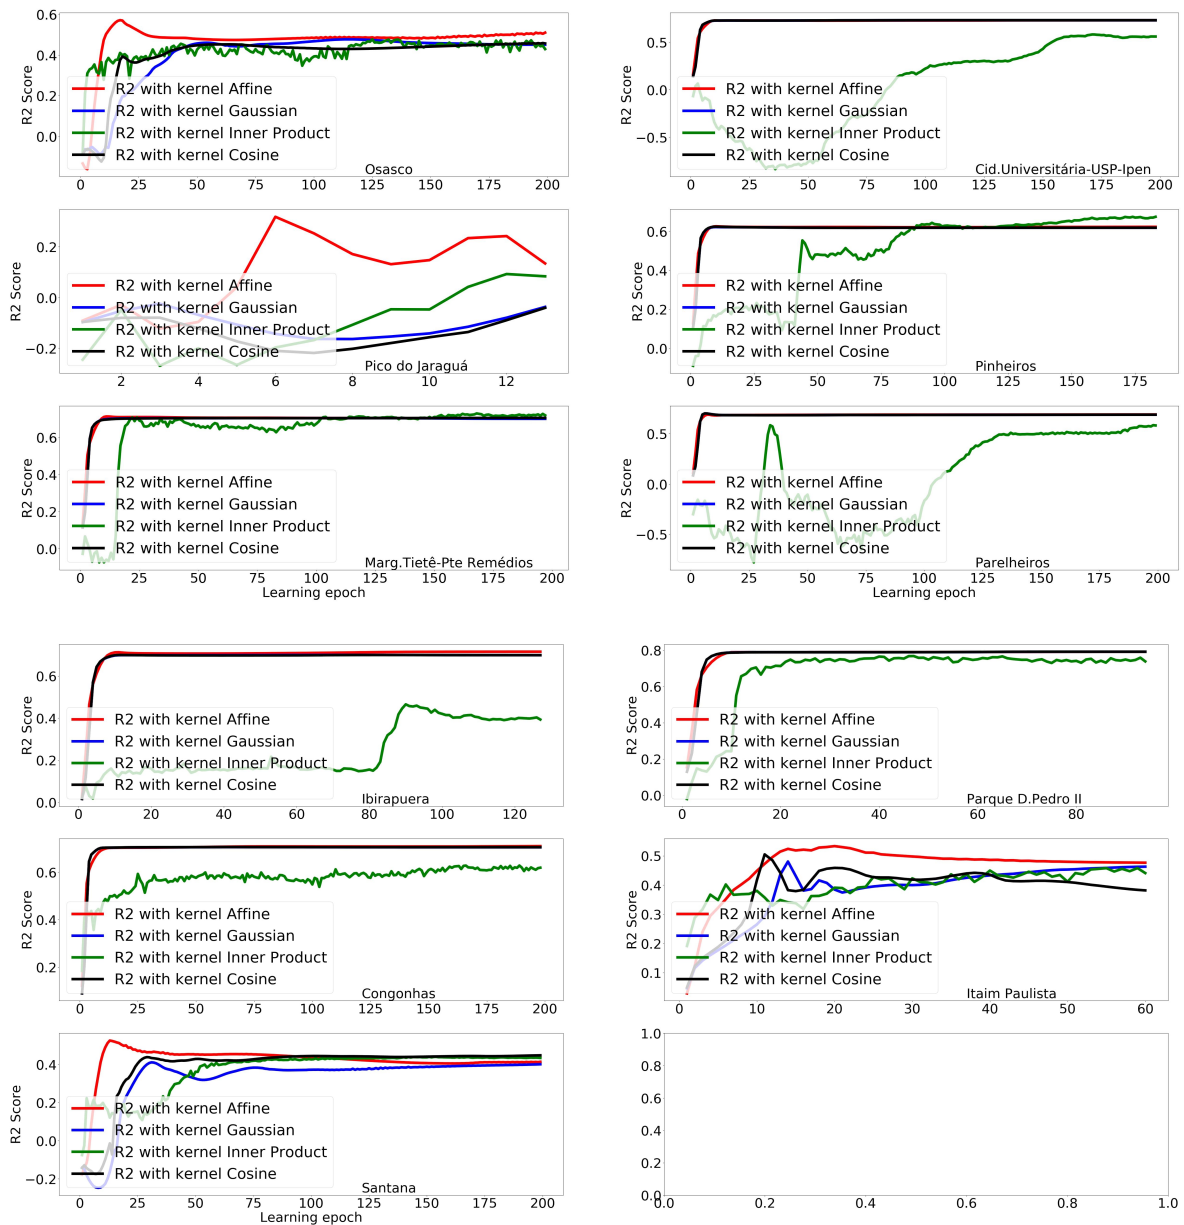 0.6
0.4
0.2
0.0
R2 Score
R2 with kernel Affine
R2 with kernel Gaussian
R2 with kernel Inner Product
R2 with kernel Cosine
Osasco
0 25 50 75 100 125 150 175 200
0.5
0.0
−0.5
R2 Score
R2 with kernel Affine
R2 with kernel Gaussian
R2 with kernel Inner Product
R2 with kernel Cosine
Cid.Universitária-USP-Ipen
0 25 50 75 100 125 150 175 200
0.2
0.0
−0.2
R2 Score
R2 with kernel Affine
R2 with kernel Gaussian
R2 with kernel Inner Product
R2 with kernel Cosine
Pico do Jaraguá
2 4 6 8 10 12
0.6
0.4
0.2
0.0
R2 Score
R2 with kernel Affine
R2 with kernel Gaussian
R2 with kernel Inner Product
R2 with kernel Cosine
Pinheiros
0 25 50 75 100 125 150 175
0.6
0.4
0.2
0.0
R2 Score
R2 with kernel Affine
R2 with kernel Gaussian
R2 with kernel Inner Product
R2 with kernel Cosine
Marg.Tietê-Pte Remédios
0 25 50 75 100 125 150 175 200
Learning epoch
0.5
0.0
−0.5
R2 Score
R2 with kernel Affine
R2 with kernel Gaussian
R2 with kernel Inner Product
R2 with kernel Cosine
Parelheiros
0 25 50 75 100 125 150 175 200
Learning epoch
0.6
0.4
0.2
0.0
R2 Score
R2 with kernel Affine
R2 with kernel Gaussian
R2 with kernel Inner Product
R2 with kernel Cosine
Ibirapuera
0 20 40 60 80 100 120
0.8
0.6
0.4
0.2
0.0
R2 Score
R2 with kernel Affine
R2 with kernel Gaussian
R2 with kernel Inner Product
R2 with kernel Cosine
Parque D.Pedro II
0 20 40 60 80
0.6
0.4
0.2
R2 Score
R2 with kernel Affine
R2 with kernel Gaussian
R2 with kernel Inner Product
R2 with kernel Cosine
Congonhas
0 25 50 75 100 125 150 175 200
0.5
0.4
0.3
0.2
0.1
R2 Score
R2 with kernel Affine
R2 with kernel Gaussian
R2 with kernel Inner Product
R2 with kernel Cosine
Itaim Paulista
0 10 20 30 40 50 60
0.4
0.2
0.0
−0.2
R2 Score
R2 with kernel Affine
R2 with kernel Gaussian
R2 with kernel Inner Product
R2 with kernel Cosine
Santana
0 25 50 75 100 125 150 175 200
Learning epoch
1.0
0.8
0.6
0.4
0.2
0.0
0.0 0.2 0.4 0.6 0.8 1.0